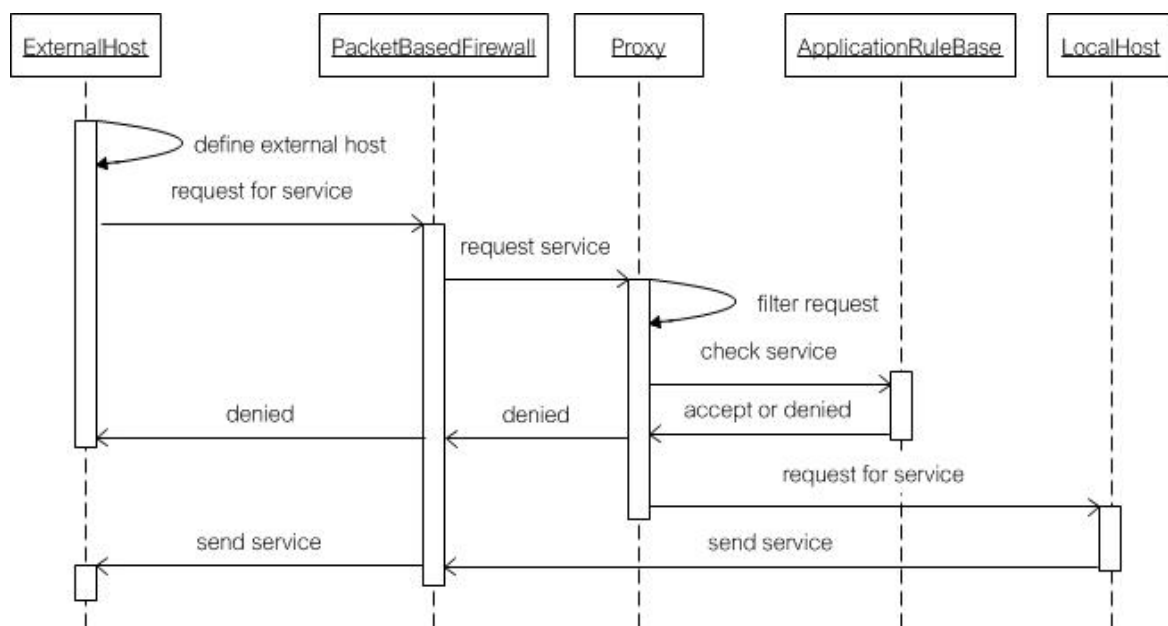 ExternalHost
PacketBasedFirewall
Proxy
ApplicationRuleBase
LocalHost
define external host
request for service
request service
filter request
check service
denied
denied
accept or denied
request for service
send service
send service